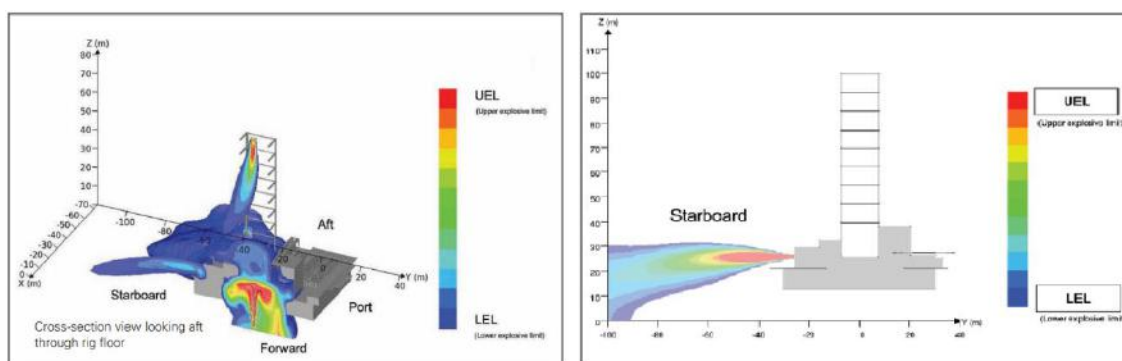 Z (m)
80
70
60
50
40
30
20
10
-70
-60
-50
-40
-30
-20
-10
0
X (m)
-100
-80
-40
-20
0
20
40
Y (m)
Aft
Port
Starboard
Forward
Cross-section view looking aft
through rig floor
UEL
(Upper explosive limit)
LEL
(Lower explosive limit)
Z (m)
110
100
90
80
70
60
50
40
30
20
10
0
-100
-80
-60
-40
-20
0
20
Y (m)
Starboard
UEL
(Upper explosive limit)
LEL
(Lower explosive limit)